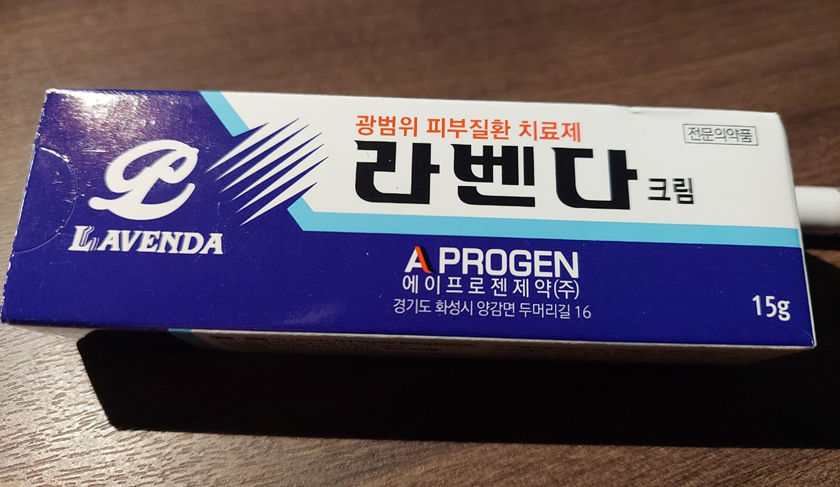 광범위 피부질환 치료제
전문의약품
라벤다 크림
LAVENDA
APROGEN
에이프로젠제약(주)
경기도 화성시 양감면 두머리길 16
15g